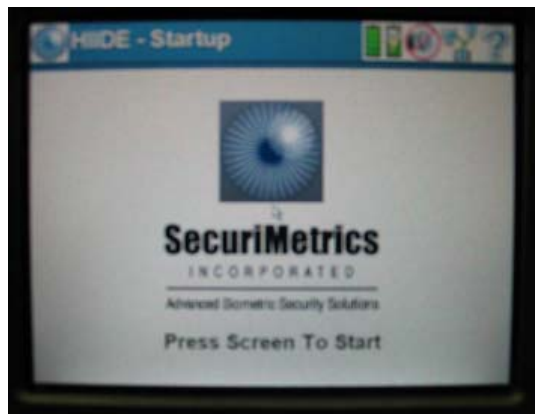 HIIDE - Startup
SecuriMetrics
INCORPORATED
Advanced Biometric Security Solutions
Press Screen To Start